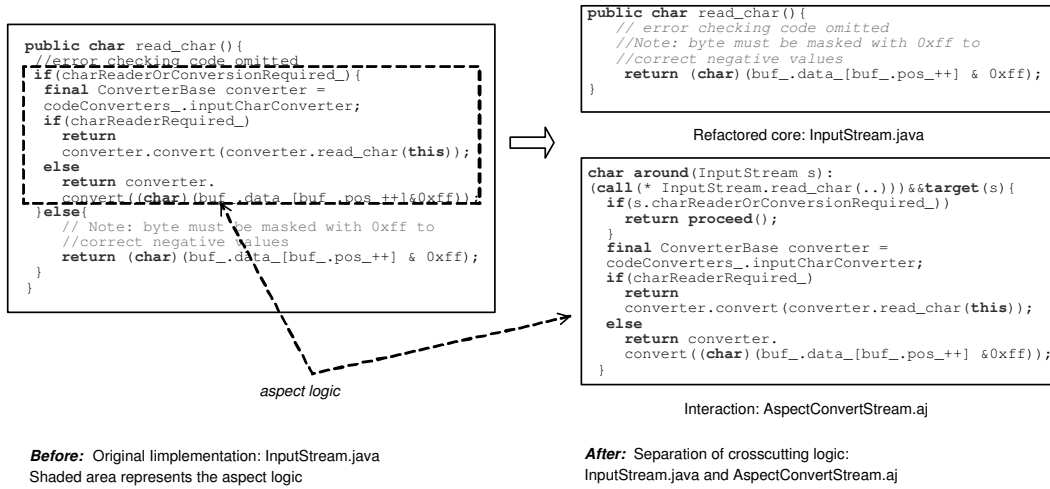 public char read_char(){
//error checking code omitted
if(charReaderOrConversionRequired_){
final ConverterBase converter =
codeConverters_.inputCharConverter;
if(charReaderRequired_)
return
converter.convert(converter.read_char(this));
else
return converter.
convert((char)(buf_.data_[buf_.pos_++]&0xff));
}else{
// Note: byte must be masked with 0xff to
//correct negative values
return (char)(buf_.data_[buf_.pos_++] & 0xff);
}
}
aspect logic
Before: Original Iimplementation: InputStream.java
Shaded area represents the aspect logic
public char read_char(){
// error checking code omitted
//Note: byte must be masked with 0xff to
//correct negative values
return (char)(buf_.data_[buf_.pos_++] & 0xff);
}
Refactored core: InputStream.java
char around(InputStream s):
(call(* InputStream.read_char(..)))&&target(s){
if(s.charReaderOrConversionRequired_))
return proceed();
}
final ConverterBase converter =
codeConverters_.inputCharConverter;
if(charReaderRequired_)
return
converter.convert(converter.read_char(this));
else
return converter.
convert((char)(buf_.data_[buf_.pos_++] &0xff));
}
Interaction: AspectConvertStream.aj
After: Separation of crosscutting logic:
InputStream.java and AspectConvertStream.aj